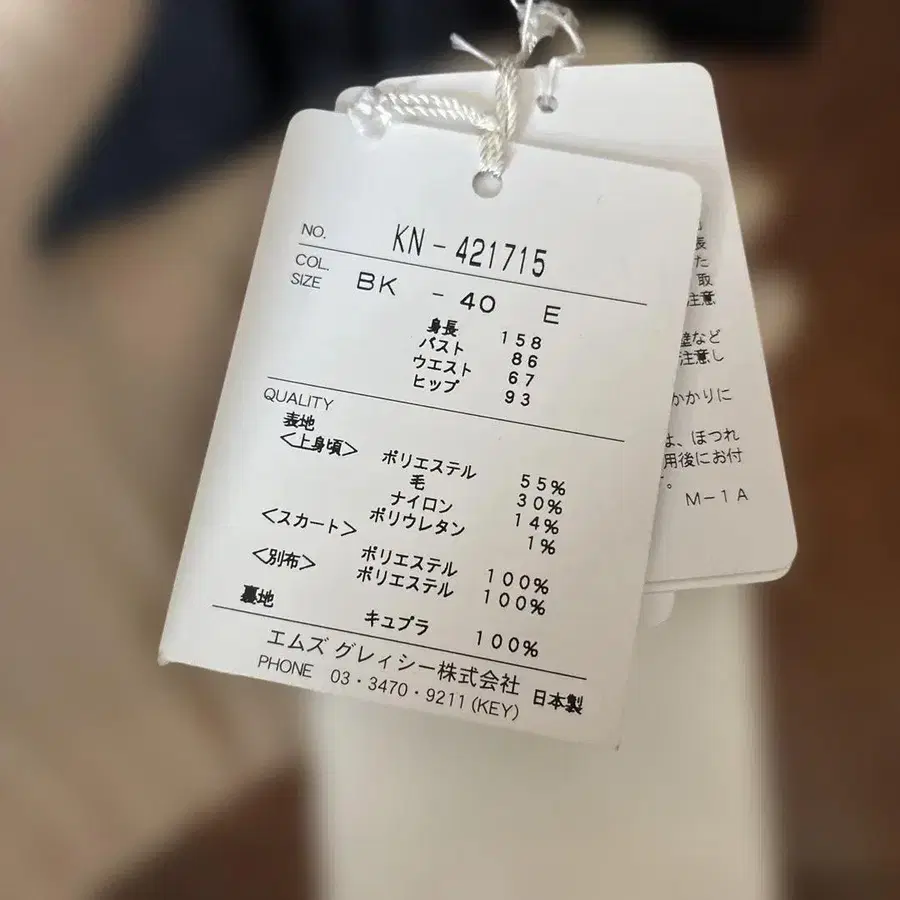 NO. KN-421715
COL.
SIZE BK - 40 E
身長 158
バスト 86
ウエスト 67
ヒップ 93
QUALITY
表地
<上身頃> ポリエステル 55%
毛 30%
ナイロン 14%
ポリウレタン 1%
<スカート> ポリエステル 100%
<別布> ポリエステル 100%
裏地 キュプラ 100%
エムズ グレィシー株式会社 日本製
PHONE 03・3470・9211 (KEY)
長
た
取
注意
など
注意し
かかりに
は、ほつれ
用後にお付
す。
M-1A